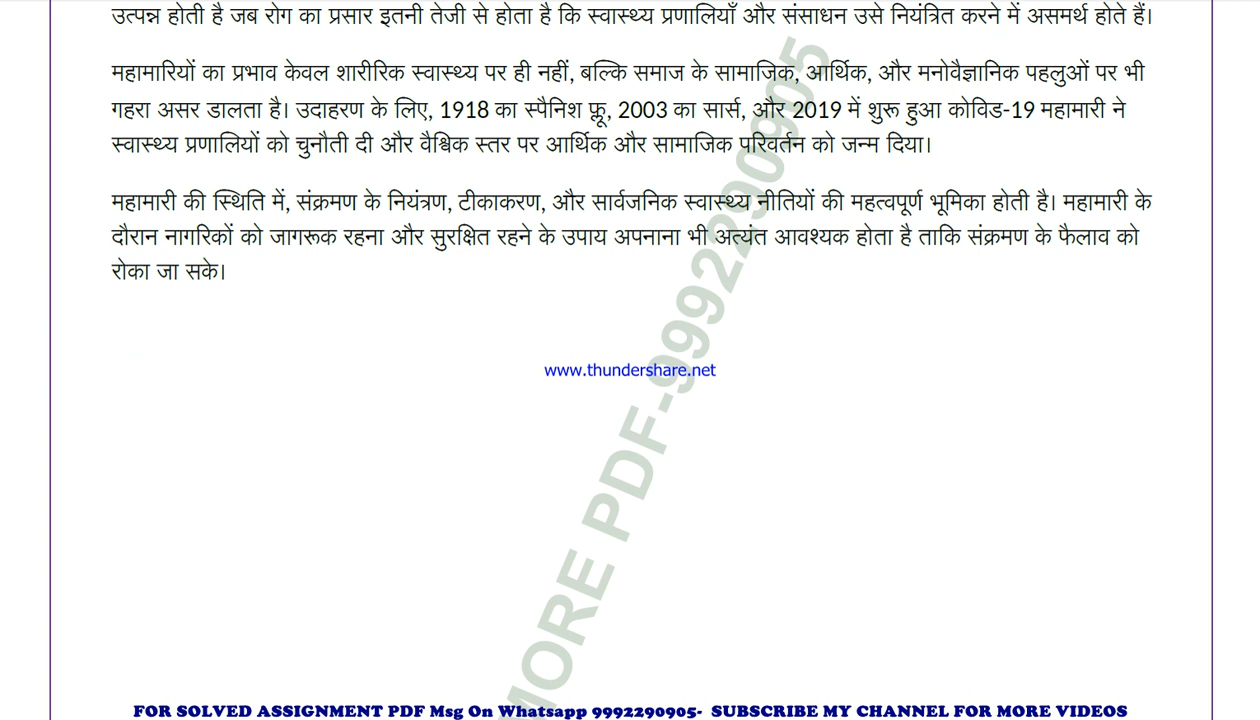 उत्पन्न होती है जब रोग का प्रसार इतनी तेजी से होता है कि स्वास्थ्य प्रणालियाँ और संसाधन उसे नियंत्रित करने में असमर्थ होते हैं।
महामारियों का प्रभाव केवल शारीरिक स्वास्थ्य पर ही नहीं, बल्कि समाज के सामाजिक, आर्थिक, और मनोवैज्ञानिक पहलुओं पर भी
गहरा असर डालता है। उदाहरण के लिए, 1918 का स्पैनिश फ्लू, 2003 का सार्स, और 2019 में शुरू हुआ कोविड-19 महामारी ने
स्वास्थ्य प्रणालियों को चुनौती दी और वैश्विक स्तर पर आर्थिक और सामाजिक परिवर्तन को जन्म दिया।
महामारी की स्थिति में, संक्रमण के नियंत्रण, टीकाकरण, और सार्वजनिक स्वास्थ्य नीतियों की महत्वपूर्ण भूमिका होती है। महामारी के
दौरान नागरिकों को जागरूक रहना और सुरक्षित रहने के उपाय अपनाना भी अत्यंत आवश्यक होता है ताकि संक्रमण के फैलाव को
रोका जा सके।
www.thundershare.net
MORE PDF-9992290905
FOR SOLVED ASSIGNMENT PDF Msg On Whatsapp 9992290905- SUBSCRIBE MY CHANNEL FOR MORE VIDEOS